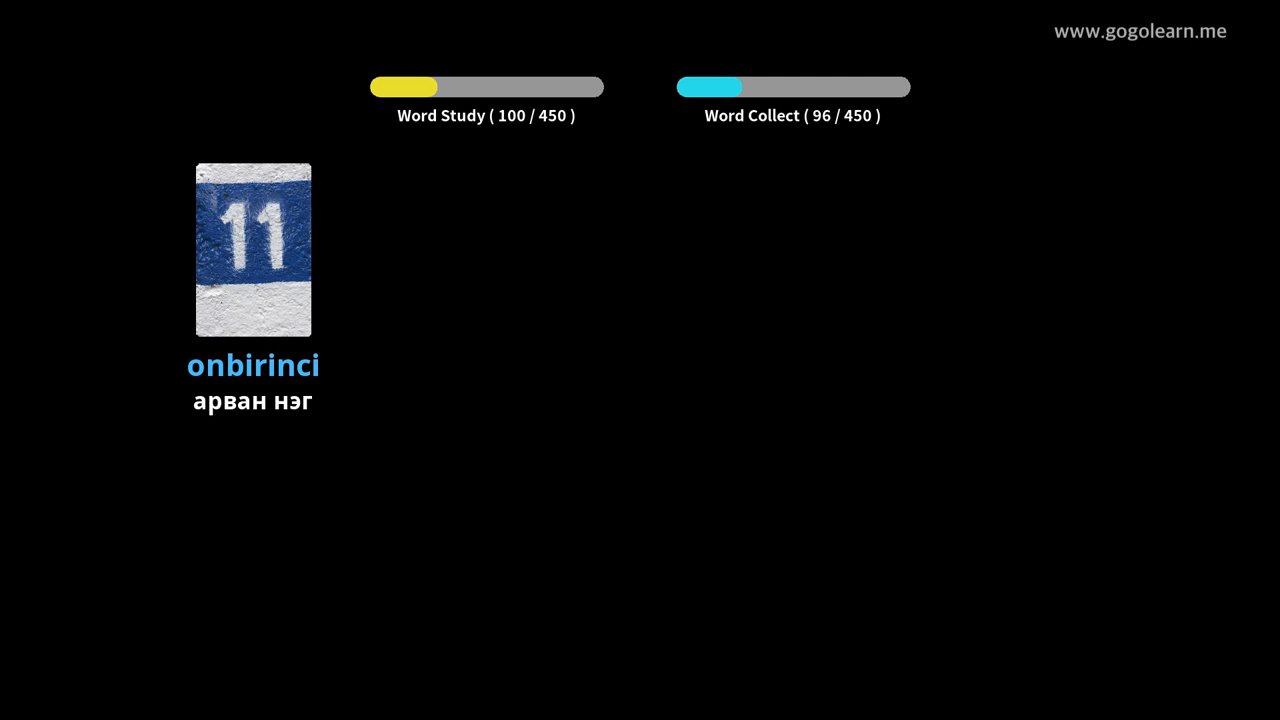 www.gogolearn.me
Word Study ( 100 / 450 )
Word Collect ( 96 / 450 )
11
onbirinci
арван нэг